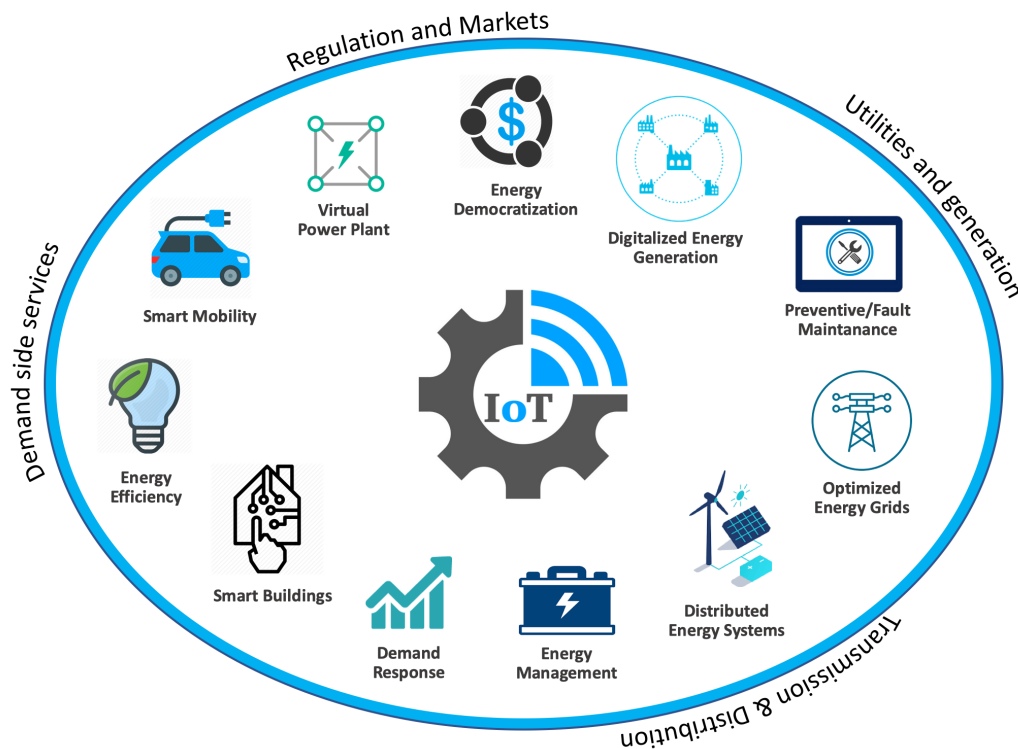 Regulation and Markets
Utilities and generation
Demand side services
Transmission & Distribution
Energy
Democratization
Virtual
Power Plant
Digitalized Energy
Generation
Smart Mobility
Preventive/Fault
Maintanance
IoT
Energy
Efficiency
Optimized
Energy Grids
Smart Buildings
Distributed
Energy Systems
Demand
Response
Energy
Management